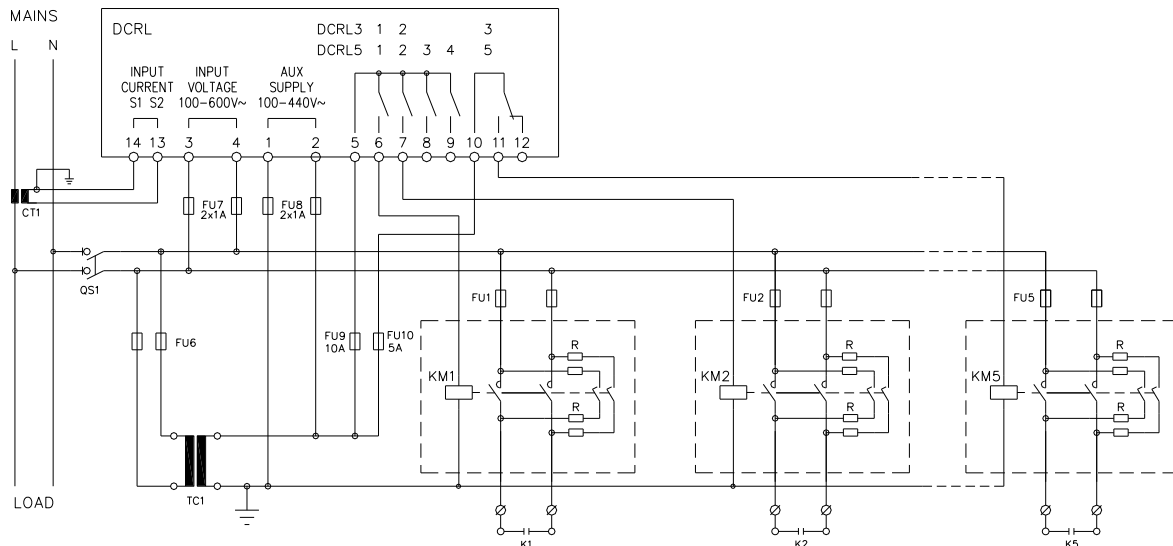 MAINS
L N
DCRL
DCRL3 1 2 3
DCRL5 1 2 3 4 5
INPUT CURRENT
S1 S2
INPUT VOLTAGE
100-600V~
AUX SUPPLY
100-440V~
14 13 3 4 1 2 5 6 7 8 9 10 11 12
CT1
FU7
2x1A
FU8
2x1A
QS1
FU6
FU9
10A
FU10
5A
FU1
FU2
FU5
R
R
R
KM1
KM2
KM5
R
R
R
LOAD
TC1
K1
K2
K5